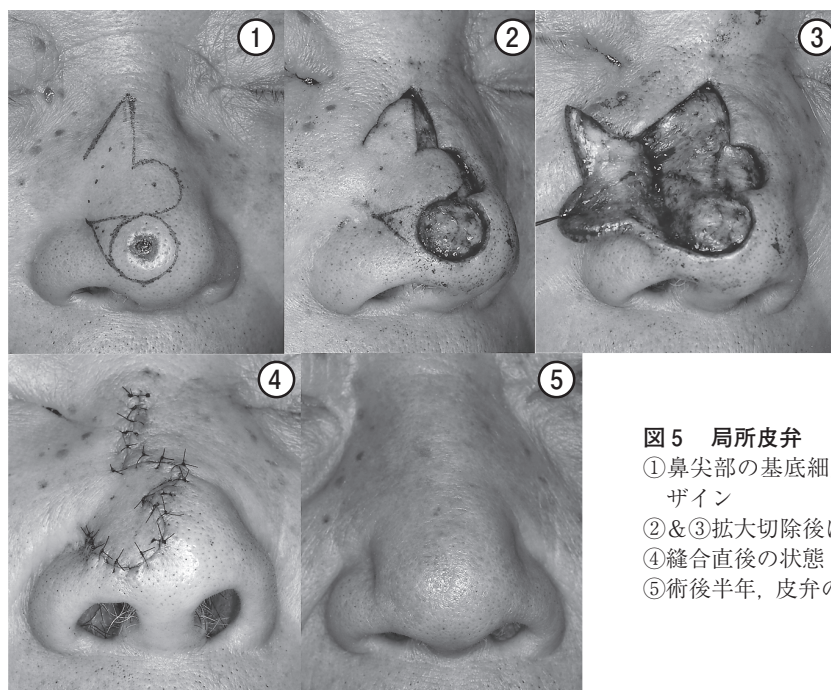 ①
②
③
④
⑤
図5 局所皮弁
①鼻尖部の基底細
ザイン
②&③拡大切除後に
④縫合直後の状態
⑤術後半年，皮弁の